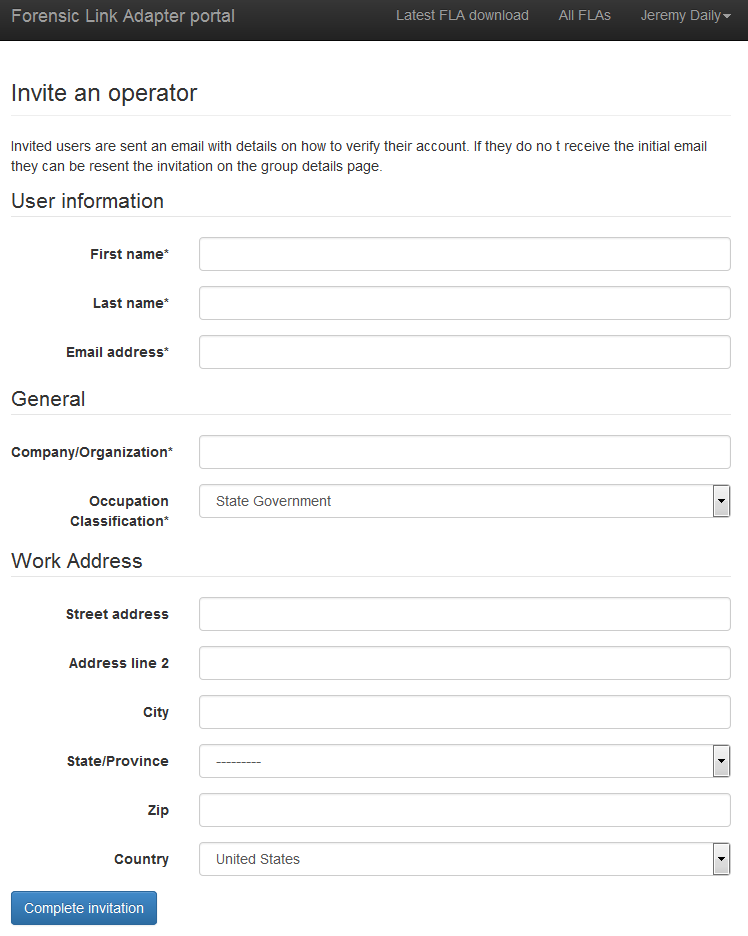 Forensic Link Adapter portal Latest FLA download All FLAs Jeremy Daily
Invite an operator
Invited users are sent an email with details on how to verify their account. If they do no t receive the initial email
they can be resent the invitation on the group details page.
User information
First name*
Last name*
Email address*
General
Company/Organization*
Occupation
Classification*
State Government
Work Address
Street address
Address line 2
City
State/Province ---------
Zip
Country United States
Complete invitation